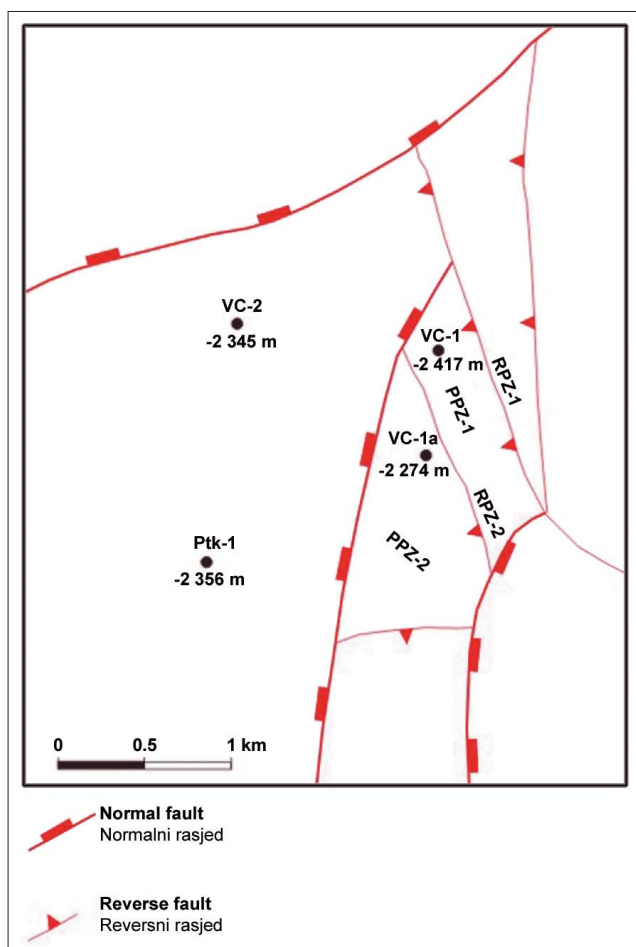 VC-2
-2 345 m
VC-1
-2 417 m
RPZ-1
PPZ-1
VC-1a
-2 274 m
RPZ-2
PPZ-2
Ptk-1
-2 356 m
0 0.5 1 km
Normal fault
Normalni rasjed
Reverse fault
Reversni rasjed